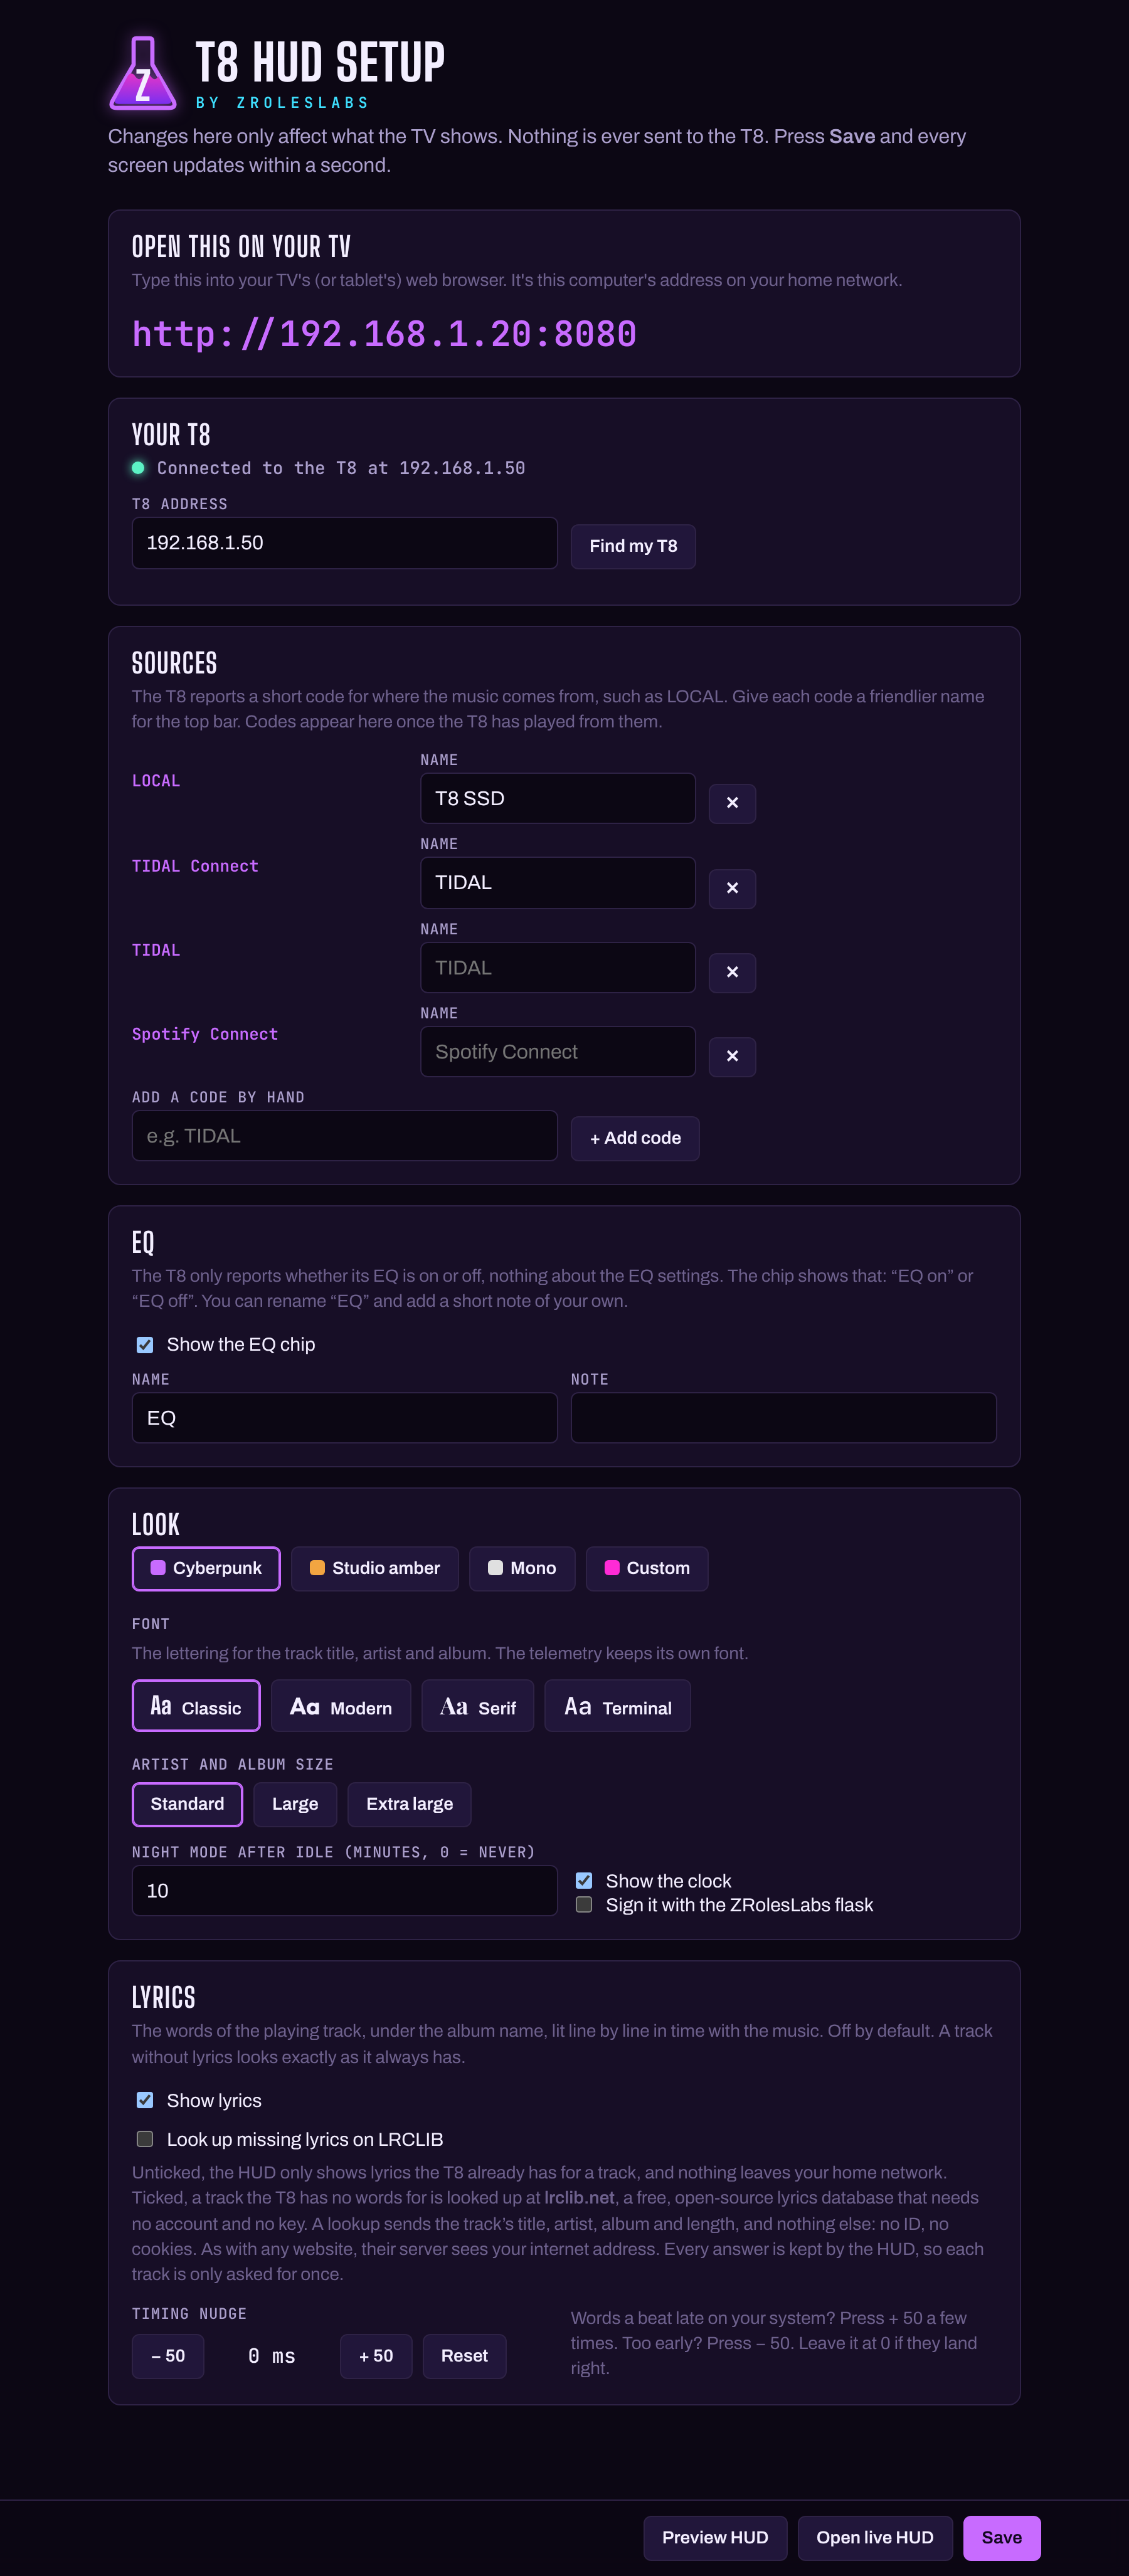 Z
T8 HUD SETUP
BY ZROLESLABS
Changes here only affect what the TV shows. Nothing is ever sent to the T8. Press Save and every
screen updates within a second.
OPEN THIS ON YOUR TV
Type this into your TV's (or tablet's) web browser. It's this computer's address on your home network.
http://192.168.1.20:8080
YOUR T8
Connected to the T8 at 192.168.1.50
T8 ADDRESS
192.168.1.50
Find my T8
SOURCES
The T8 reports a short code for where the music comes from, such as LOCAL. Give each code a friendlier name
for the top bar. Codes appear here once the T8 has played from them.
LOCAL
NAME
T8 SSD
✕
TIDAL Connect
NAME
TIDAL
✕
TIDAL
NAME
TIDAL
✕
Spotify Connect
NAME
Spotify Connect
✕
ADD A CODE BY HAND
e.g. TIDAL
+ Add code
EQ
The T8 only reports whether its EQ is on or off, nothing about the EQ settings. The chip shows that: “EQ on” or
“EQ off”. You can rename “EQ” and add a short note of your own.
Show the EQ chip
NAME
EQ
NOTE
LOOK
Cyberpunk
Studio amber
Mono
Custom
FONT
The lettering for the track title, artist and album. The telemetry keeps its own font.
Aa Classic
Aa Modern
Aa Serif
Aa Terminal
ARTIST AND ALBUM SIZE
Standard
Large
Extra large
NIGHT MODE AFTER IDLE (MINUTES, 0 = NEVER)
10
Show the clock
Sign it with the ZRolesLabs flask
LYRICS
The words of the playing track, under the album name, lit line by line in time with the music. Off by default. A track
without lyrics looks exactly as it always has.
Show lyrics
Look up missing lyrics on LRCLIB
Unticked, the HUD only shows lyrics the T8 already has for a track, and nothing leaves your home network.
Ticked, a track the T8 has no words for is looked up at lrclib.net, a free, open-source lyrics database that needs
no account and no key. A lookup sends the track’s title, artist, album and length, and nothing else: no ID, no
cookies. As with any website, their server sees your internet address. Every answer is kept by the HUD, so each
track is only asked for once.
TIMING NUDGE
− 50
0 ms
+ 50
Reset
Words a beat late on your system? Press + 50 a few
times. Too early? Press − 50. Leave it at 0 if they land
right.
Preview HUD
Open live HUD
Save